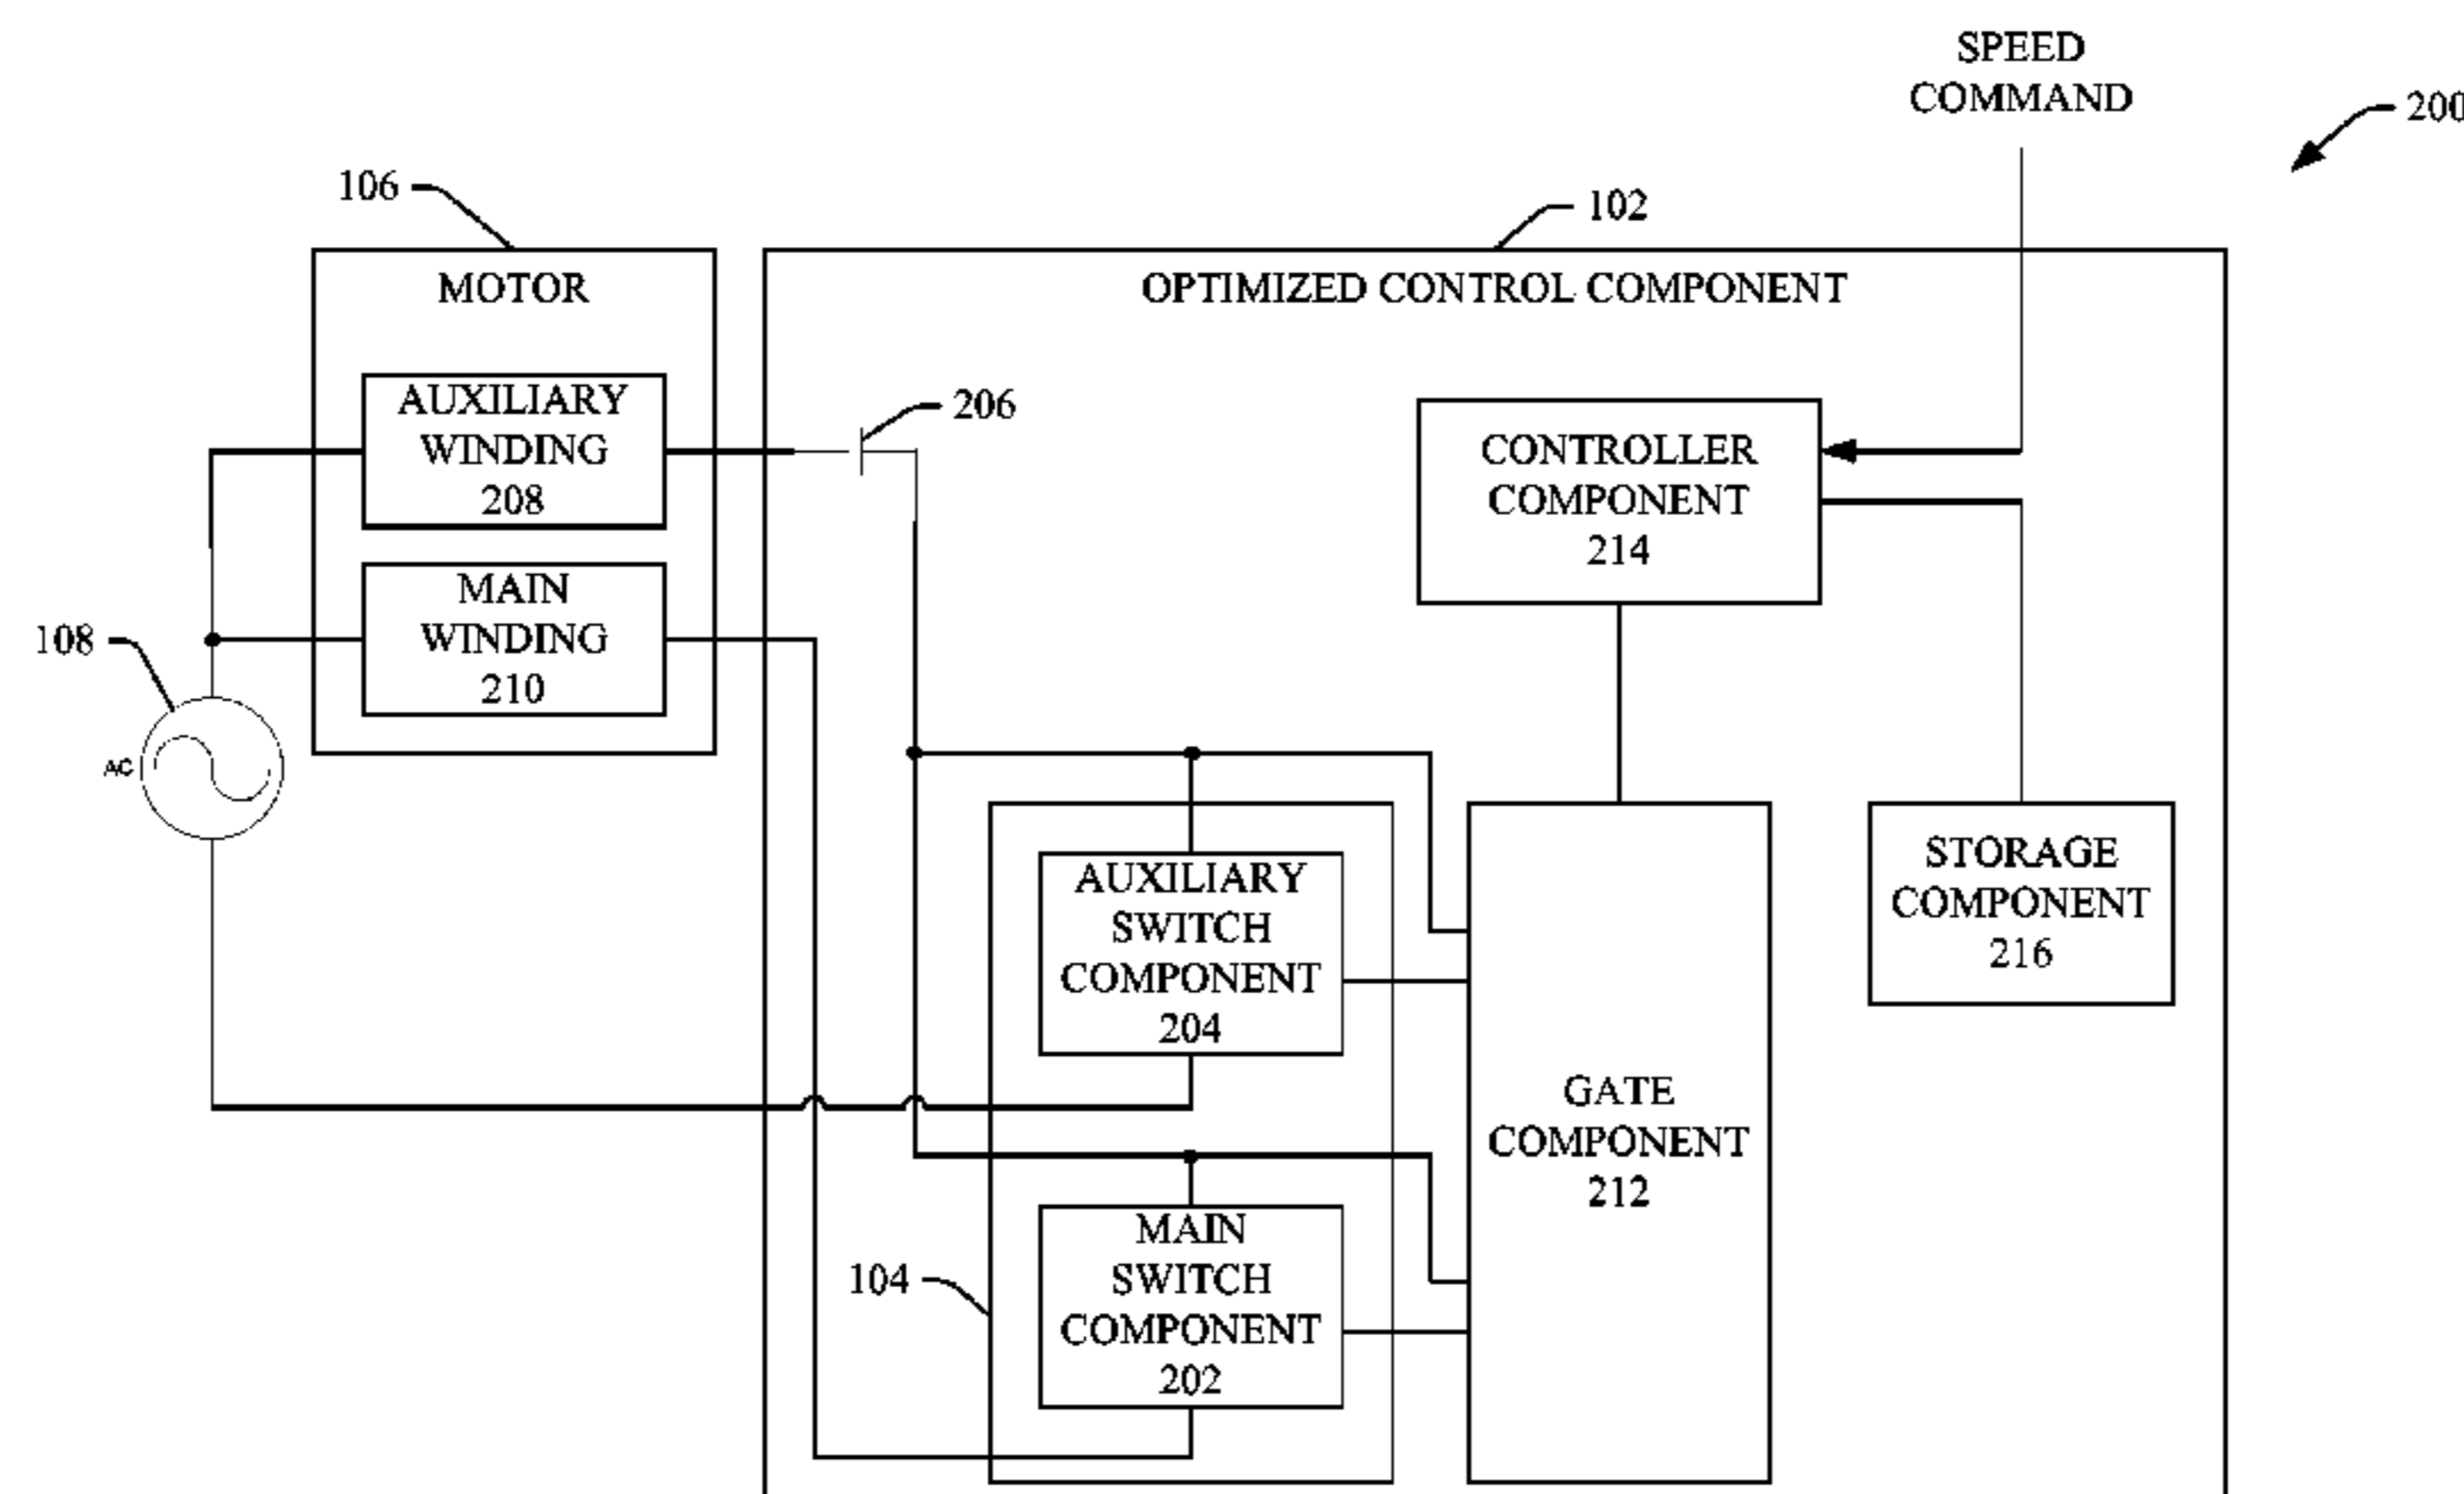 SPEED
COMMAND
200
106
102
MOTOR
OPTIMIZED CONTROL COMPONENT
AUXILIARY
WINDING
208
206
CONTROLLER
COMPONENT
214
MAIN
WINDING
210
108
AC
AUXILIARY
SWITCH
COMPONENT
204
STORAGE
COMPONENT
216
GATE
COMPONENT
212
MAIN
SWITCH
COMPONENT
202
104